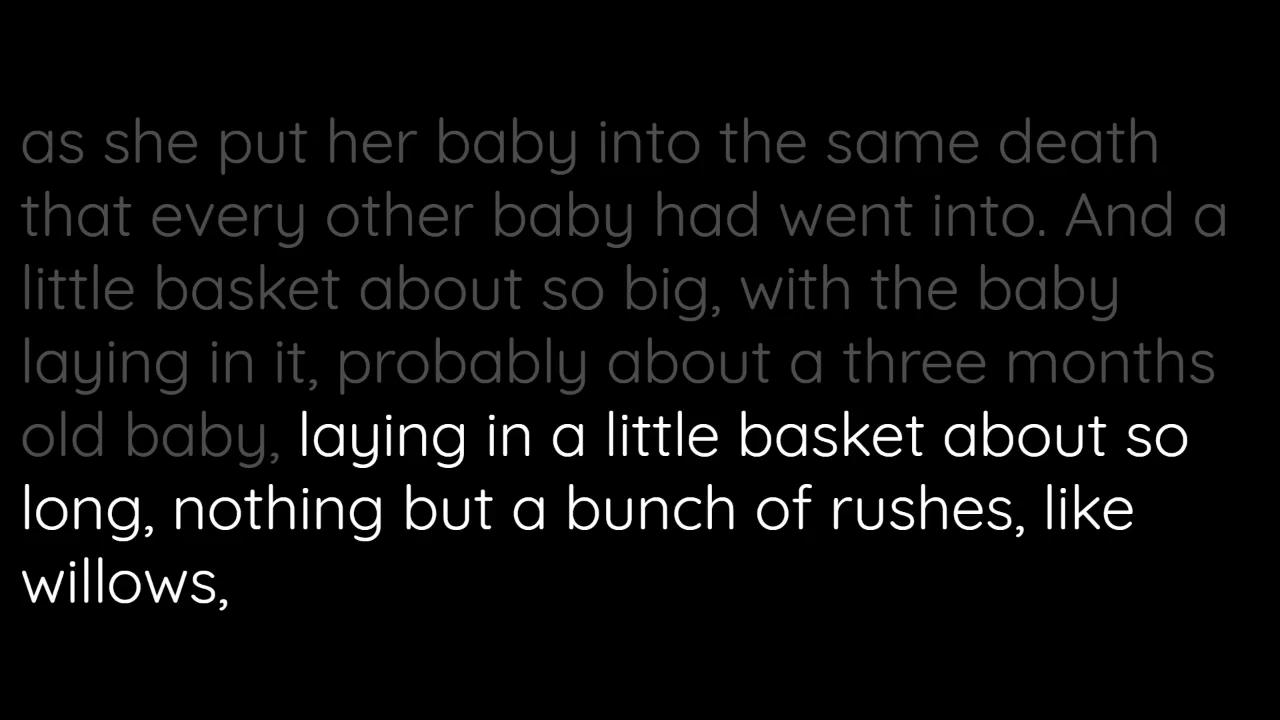 as she put her baby into the same death
that every other baby had went into. And a
little basket about so big, with the baby
laying in it, probably about a three months
old baby, laying in a little basket about so
long, nothing but a bunch of rushes, like
willows,